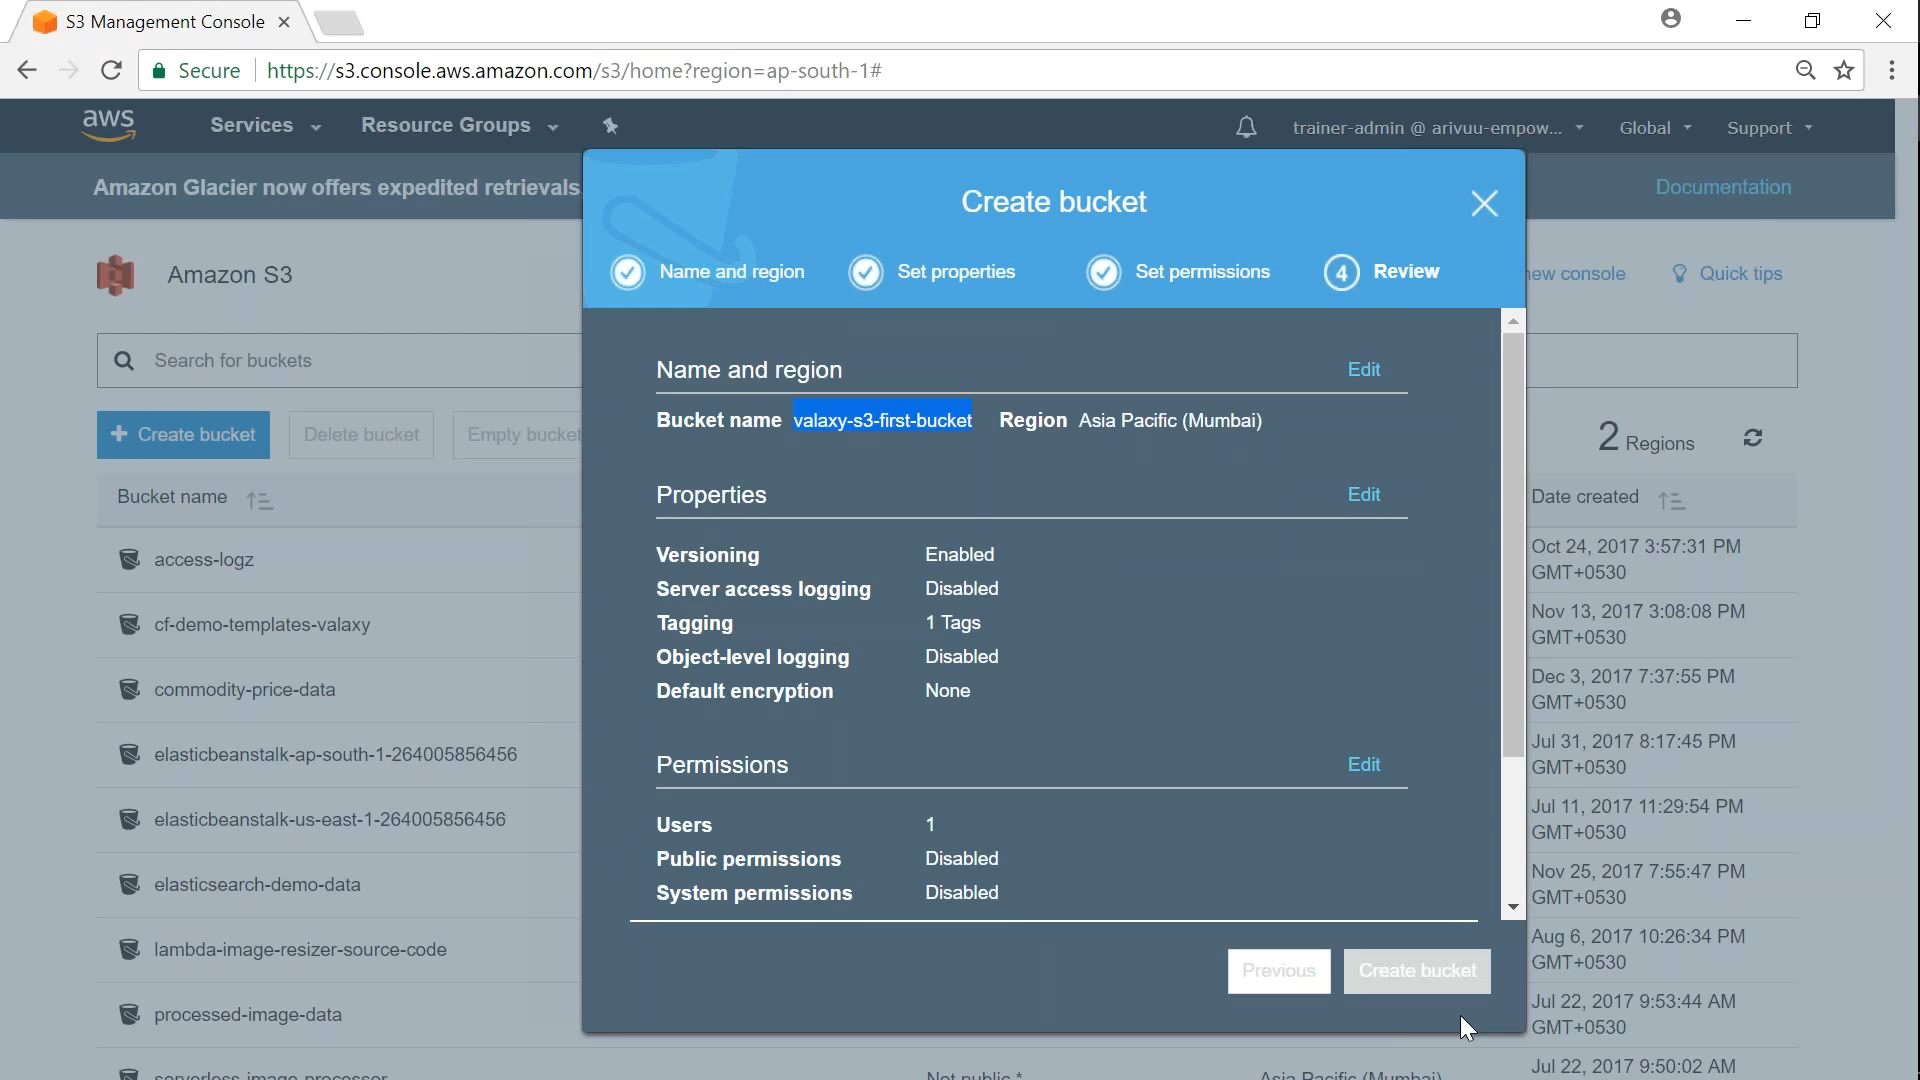 S3 Management Console
Secure https://s3.console.aws.amazon.com/s3/home?region=ap-south-1#
aws Services Resource Groups trainer-admin @ arivuu-empow... Global Support
Amazon Glacier now offers expedited retrievals. Documentation
Create bucket
Name and region Set properties Set permissions 4 Review
Amazon S3 console Quick tips
Search for buckets
Name and region Edit
Bucket name valaxy-s3-first-bucket Region Asia Pacific (Mumbai)
+ Create bucket Delete bucket Empty bucket 2 Regions
Bucket name Date created
Properties Edit
Versioning Enabled
Server access logging Disabled
Tagging 1 Tags
Object-level logging Disabled
Default encryption None
Permissions Edit
Users 1
Public permissions Disabled
System permissions Disabled
Previous Create bucket
access-logz Oct 24, 2017 3:57:31 PM
GMT+0530
cf-demo-templates-valaxy Nov 13, 2017 3:08:08 PM
GMT+0530
commodity-price-data Dec 3, 2017 7:37:55 PM
GMT+0530
elasticbeanstalk-ap-south-1-264005856456 Jul 31, 2017 8:17:45 PM
GMT+0530
elasticbeanstalk-us-east-1-264005856456 Jul 11, 2017 11:29:54 PM
GMT+0530
elasticsearch-demo-data Nov 25, 2017 7:55:47 PM
GMT+0530
lambda-image-resizer-source-code Aug 6, 2017 10:26:34 PM
GMT+0530
processed-image-data Jul 22, 2017 9:53:44 AM
GMT+0530
serverless-image-processor Not public * Asia Pacific (Mumbai) Jul 22, 2017 9:50:02 AM